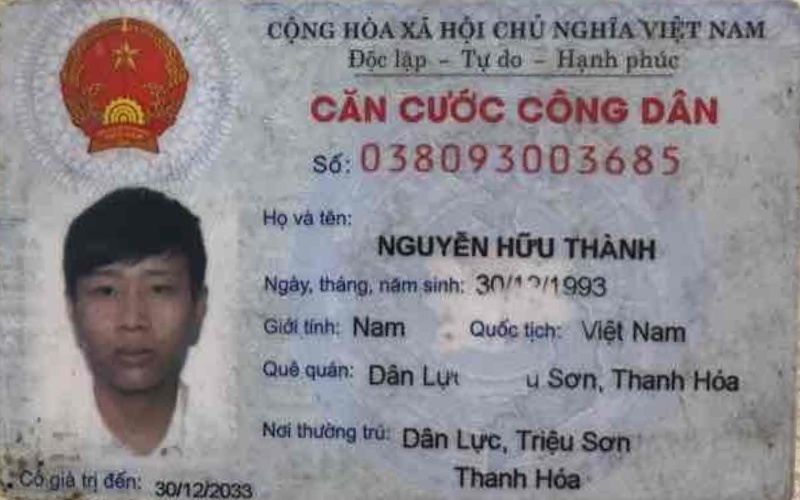 CỘNG HÒA XÃ HỘI CHỦ NGHĨA VIỆT NAM
Độc lập - Tự do - Hạnh phúc
CĂN CƯỚC CÔNG DÂN
Số: 038093003685
Họ và tên:
NGUYỄN HỮU THÀNH
Ngày, tháng, năm sinh: 30/12/1993
Giới tính: Nam Quốc tịch: Việt Nam
Quê quán: Dân Sơn, Thanh Hóa
Nơi thường trú: Dân Lực, Triệu Sơn
Thanh Hóa
Có giá trị đến: 30/12/2033